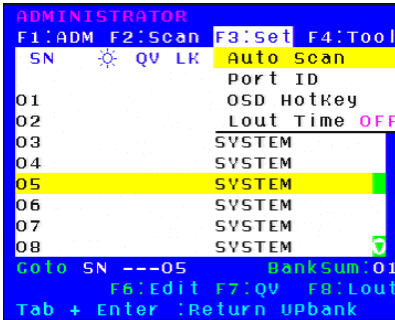 ADMINISTRATOR
F1:ADM F2:Scan F3:Set F4:Tool
SN QV LK Auto Scan
Port ID
01 OSD HotKey
02 Lout Time OFF
03 SYSTEM
04 SYSTEM
05 SYSTEM
06 SYSTEM
07 SYSTEM
08 SYSTEM
Goto SN ---05 BankSum:01
F6:Edit F7:QV F8:Lout
Tab + Enter :Return UPbank